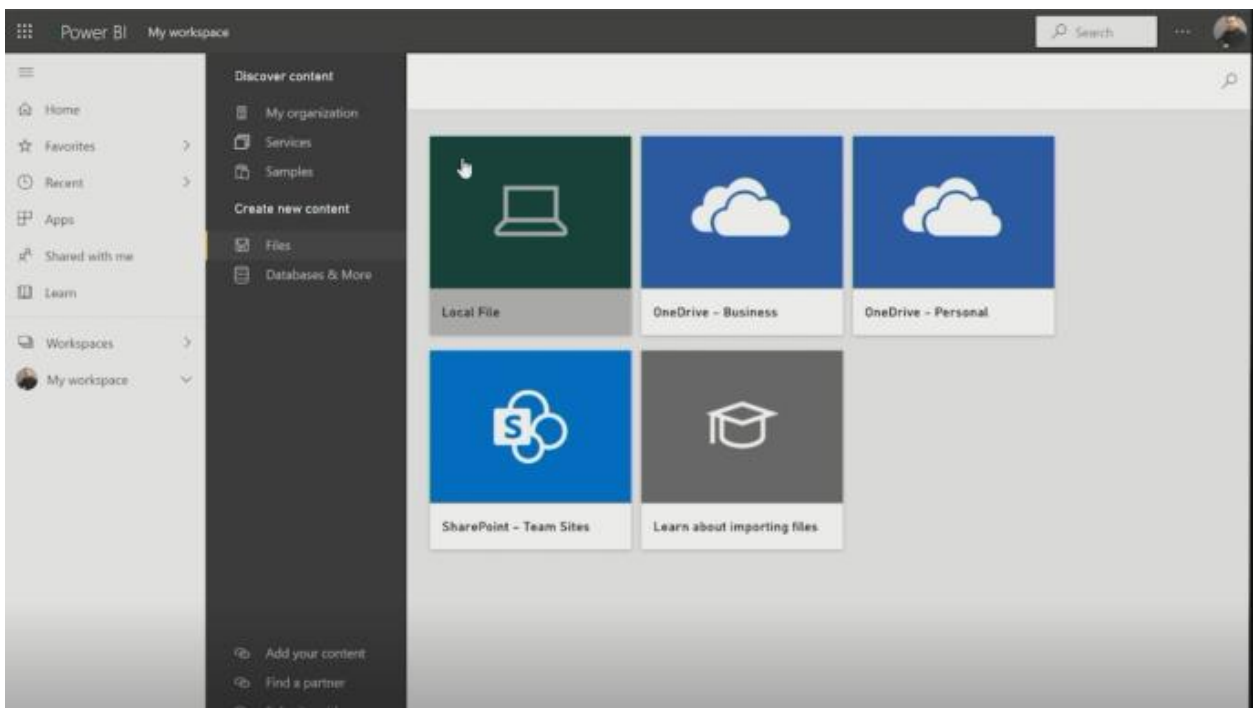 Power BI My workspace
Search
Home
Favorites
Recent
Apps
Shared with me
Learn
Workspaces
My workspace
Discover content
My organization
Services
Samples
Create new content
Files
Databases & More
Add your content
Find a partner
Local File
OneDrive – Business
OneDrive – Personal
S
SharePoint – Team Sites
Learn about importing files